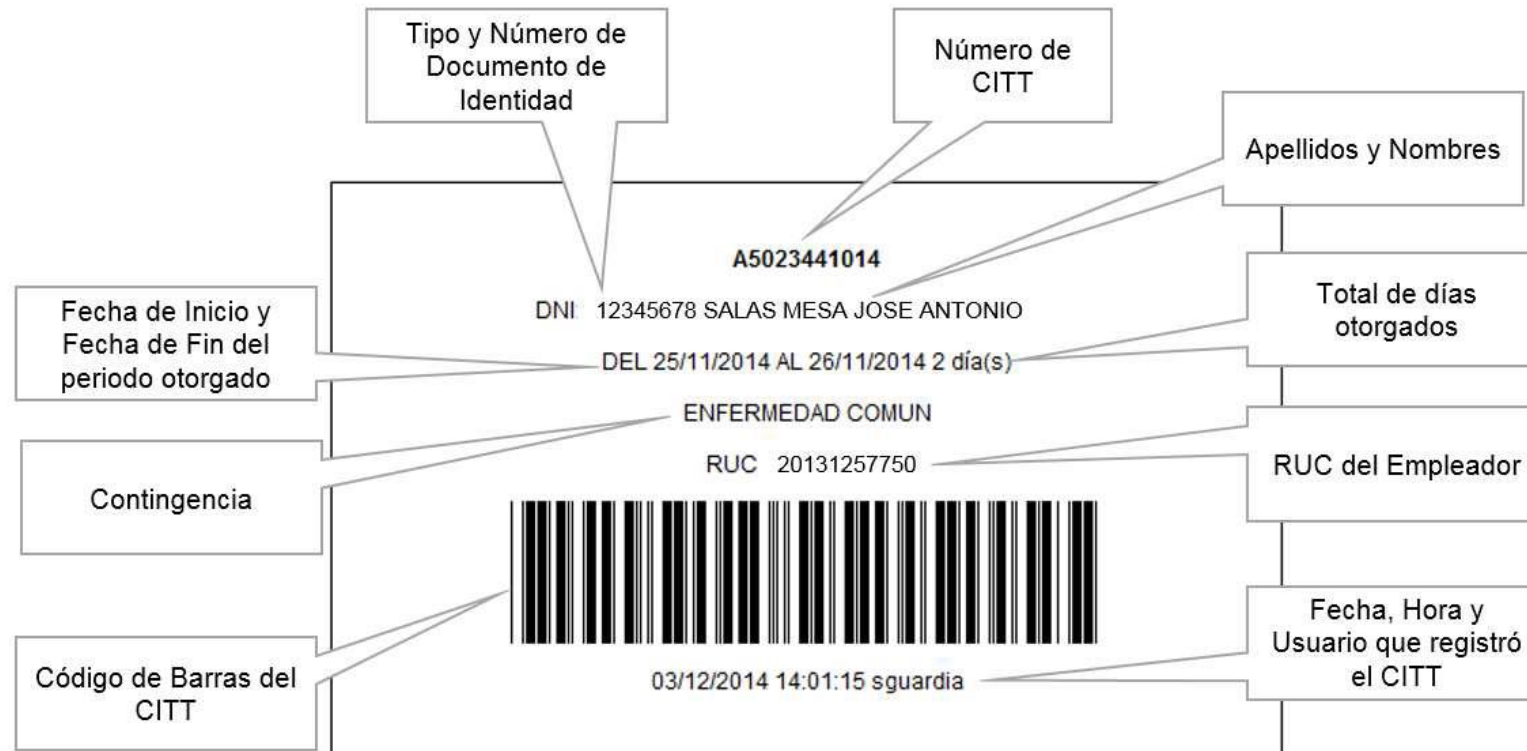 Tipo y Número de
Documento de
Identidad
Número de
CITT
Apellidos y Nombres
A5023441014
DNI 12345678 SALAS MESA JOSE ANTONIO
Fecha de Inicio y
Fecha de Fin del
periodo otorgado
Total de días
otorgados
DEL 25/11/2014 AL 26/11/2014 2 día(s)
ENFERMEDAD COMUN
Contingencia
RUC 20131257750
RUC del Empleador
Código de Barras del
CITT
Fecha, Hora y
Usuario que registró
el CITT
03/12/2014 14:01:15 sguardia